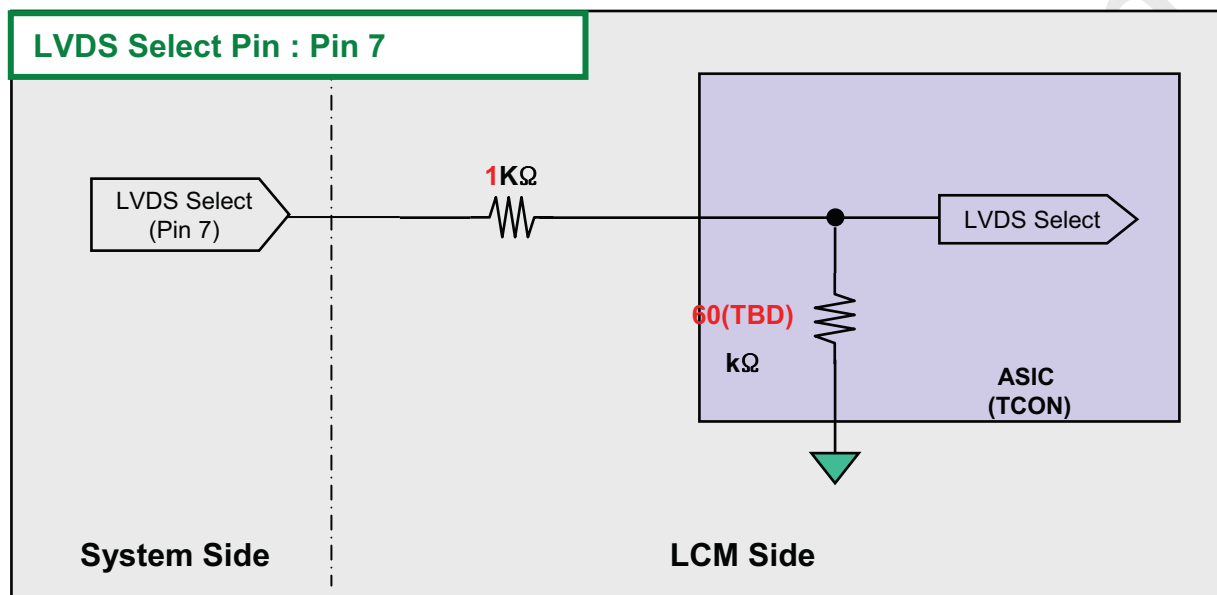 LVDS Select Pin : Pin 7
LVDS Select
(Pin 7)
1KΩ
LVDS Select
60(TBD)
kΩ
ASIC
(TCON)
System Side
LCM Side